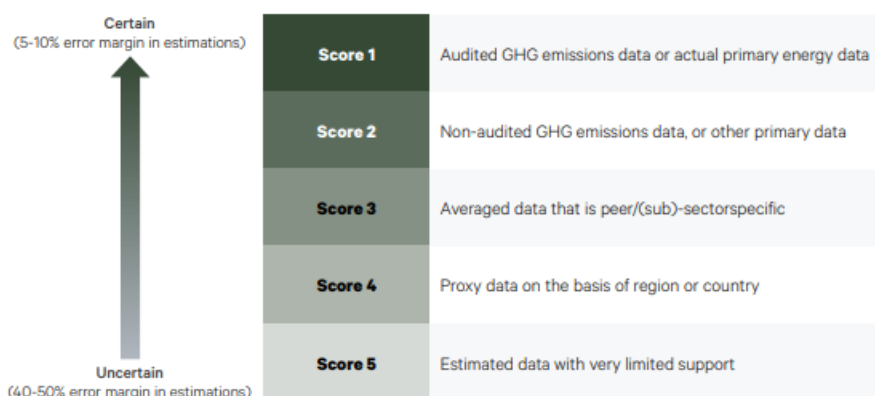 Certain
(5-10% error margin in estimations)
Score 1
Audited GHG emissions data or actual primary energy data
Score 2
Non-audited GHG emissions data, or other primary data
Score 3
Averaged data that is peer/(sub)-sectorspecific
Score 4
Proxy data on the basis of region or country
Score 5
Estimated data with very limited support
Uncertain
(40-50% error margin in estimations)